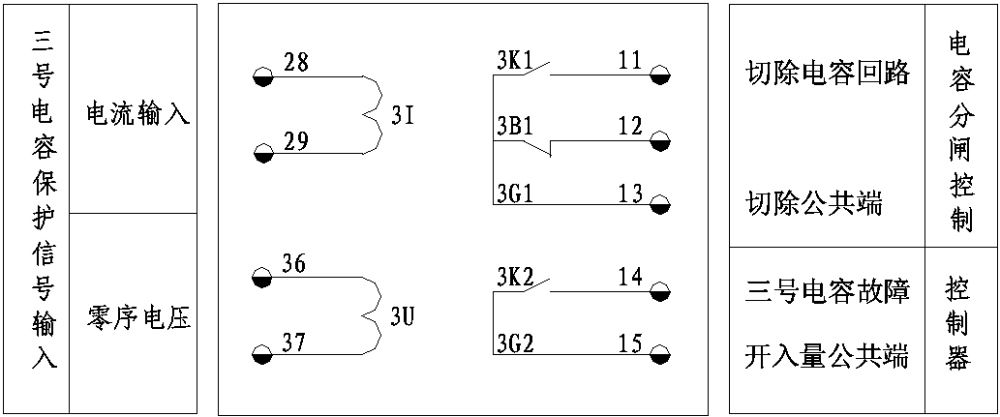 三号电容保护信号输入
电流输入
零序电压
28
29
3I
36
37
3U
3K1 11
3B1 12
3G1 13
3K2 14
3G2 15
切除电容回路
切除公共端
三号电容故障
开入量公共端
电容分闸控制
控制器